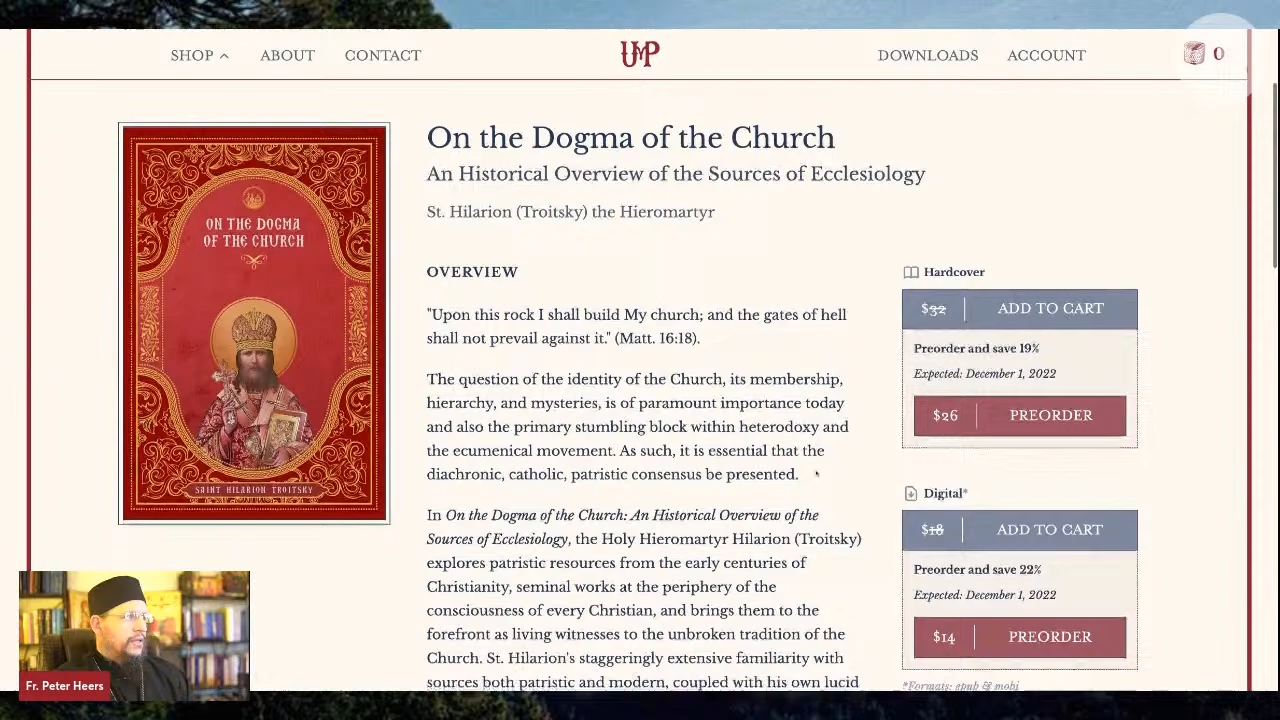 SHOP
ABOUT
CONTACT
UMP
DOWNLOADS
ACCOUNT
0
ON THE DOGMA
OF THE CHURCH
SAINT HILARION TROITSKY
On the Dogma of the Church
An Historical Overview of the Sources of Ecclesiology
St. Hilarion (Troitsky) the Hieromartyr
OVERVIEW
"Upon this rock I shall build My church; and the gates of hell
shall not prevail against it." (Matt. 16:18).
The question of the identity of the Church, its membership,
hierarchy, and mysteries, is of paramount importance today
and also the primary stumbling block within heterodoxy and
the ecumenical movement. As such, it is essential that the
diachronic, catholic, patristic consensus be presented.
In On the Dogma of the Church: An Historical Overview of the
Sources of Ecclesiology, the Holy Hieromartyr Hilarion (Troitsky)
explores patristic resources from the early centuries of
Christianity, seminal works at the periphery of the
consciousness of every Christian, and brings them to the
forefront as living witnesses to the unbroken tradition of the
Church. St. Hilarion's staggeringly extensive familiarity with
sources both patristic and modern, coupled with his own lucid
Hardcover
$32 ADD TO CART
Preorder and save 19%
Expected: December 1, 2022
$26 PREORDER
Digital*
$18 ADD TO CART
Preorder and save 22%
Expected: December 1, 2022
$14 PREORDER
*Formats: epub & mobi
Fr. Peter Heers